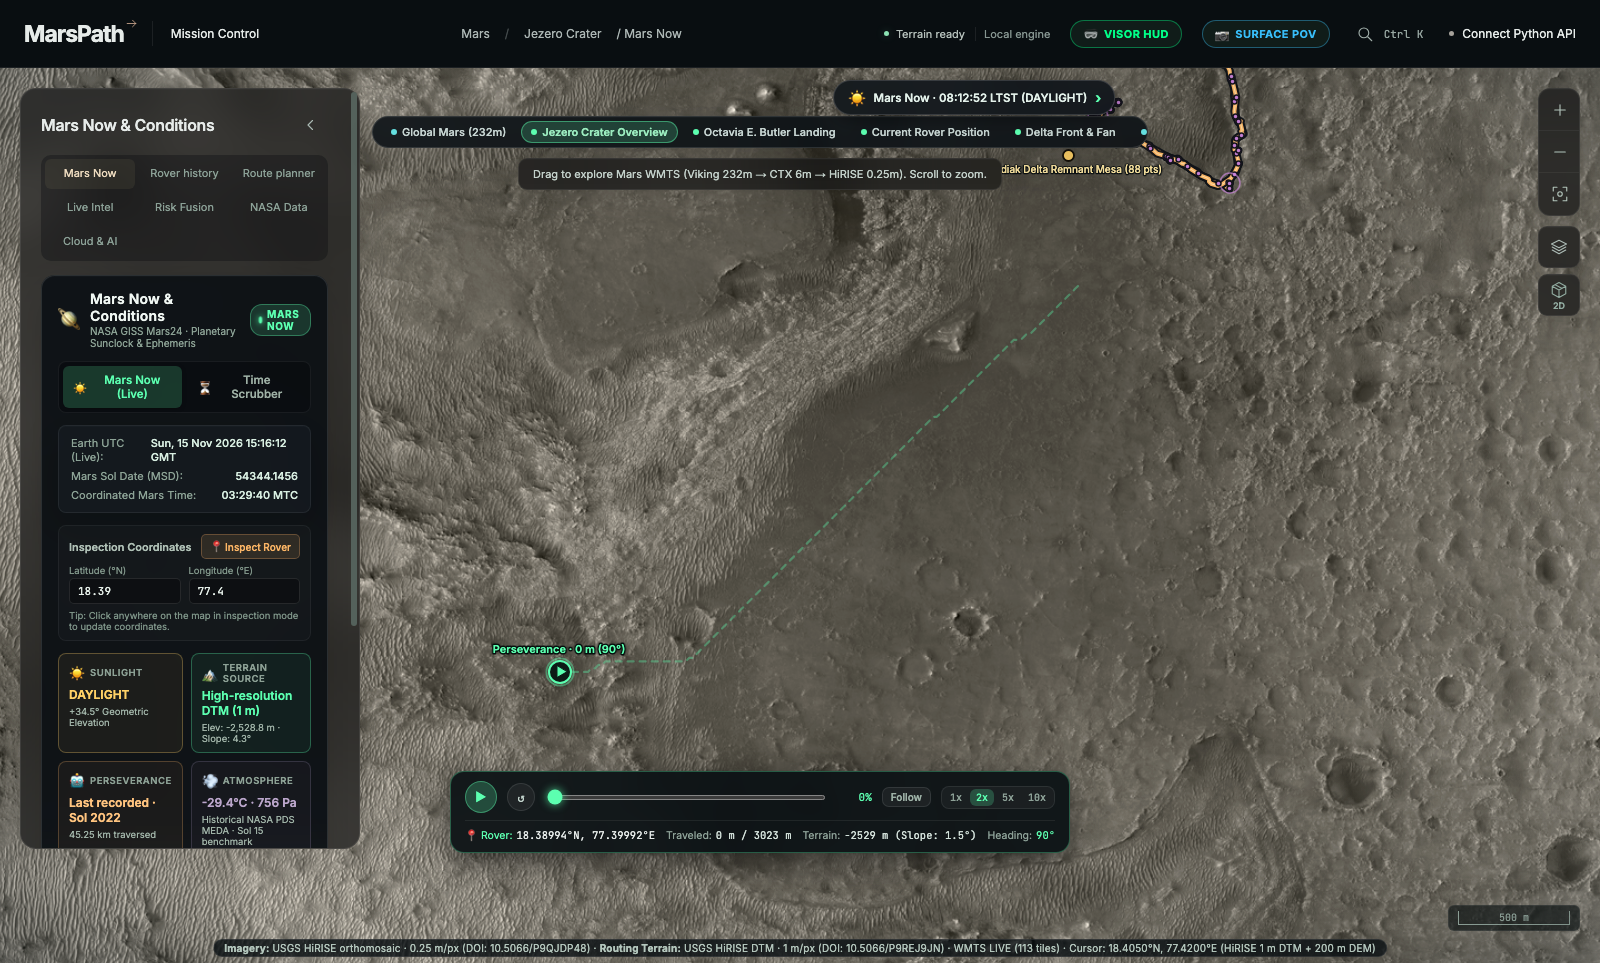 MarsPath
Mission Control
Mars / Jezero Crater / Mars Now
Terrain ready
Local engine
VISOR HUD
SURFACE POV
Ctrl K
Connect Python API
Mars Now · 08:12:52 LTST (DAYLIGHT) ›
Global Mars (232m)
Jezero Crater Overview
Octavia E. Butler Landing
Current Rover Position
Delta Front & Fan
Drag to explore Mars WMTS (Viking 232m → CTX 6m → HiRISE 0.25m). Scroll to zoom.
diak Delta Remnant Mesa (88 pts)
Mars Now & Conditions
Mars Now
Rover history
Route planner
Live Intel
Risk Fusion
NASA Data
Cloud & AI
Mars Now &
Conditions
NASA GISS Mars24 · Planetary
Sunclock & Ephemeris
MARS
NOW
Mars Now
(Live)
Time
Scrubber
Earth UTC
(Live):
Sun, 15 Nov 2026 15:16:12
GMT
Mars Sol Date (MSD): 54344.1456
Coordinated Mars Time: 03:29:40 MTC
Inspection Coordinates
Inspect Rover
Latitude (°N)
Longitude (°E)
18.39
77.4
Tip: Click anywhere on the map in inspection mode
to update coordinates.
SUNLIGHT
DAYLIGHT
+34.5° Geometric
Elevation
TERRAIN
SOURCE
High-resolution
DTM (1 m)
Elev: -2,528.8 m ·
Slope: 4.3°
PERSEVERANCE
Last recorded ·
Sol 2022
45.25 km traversed
ATMOSPHERE
-29.4°C · 756 Pa
Historical NASA PDS
MEDA · Sol 15
benchmark
2D
Perseverance · 0 m (90°)
0%
Follow
1x
2x
5x
10x
Rover: 18.38994°N, 77.39992°E
Traveled: 0 m / 3023 m
Terrain: -2529 m (Slope: 1.5°)
Heading: 90°
500 m
Imagery: USGS HiRISE orthomosaic · 0.25 m/px (DOI: 10.5066/P9QJDP48) · Routing Terrain: USGS HiRISE DTM · 1 m/px (DOI: 10.5066/P9REJ9JN) · WMTS LIVE (113 tiles) · Cursor: 18.4050°N, 77.4200°E (HiRISE 1 m DTM + 200 m DEM)